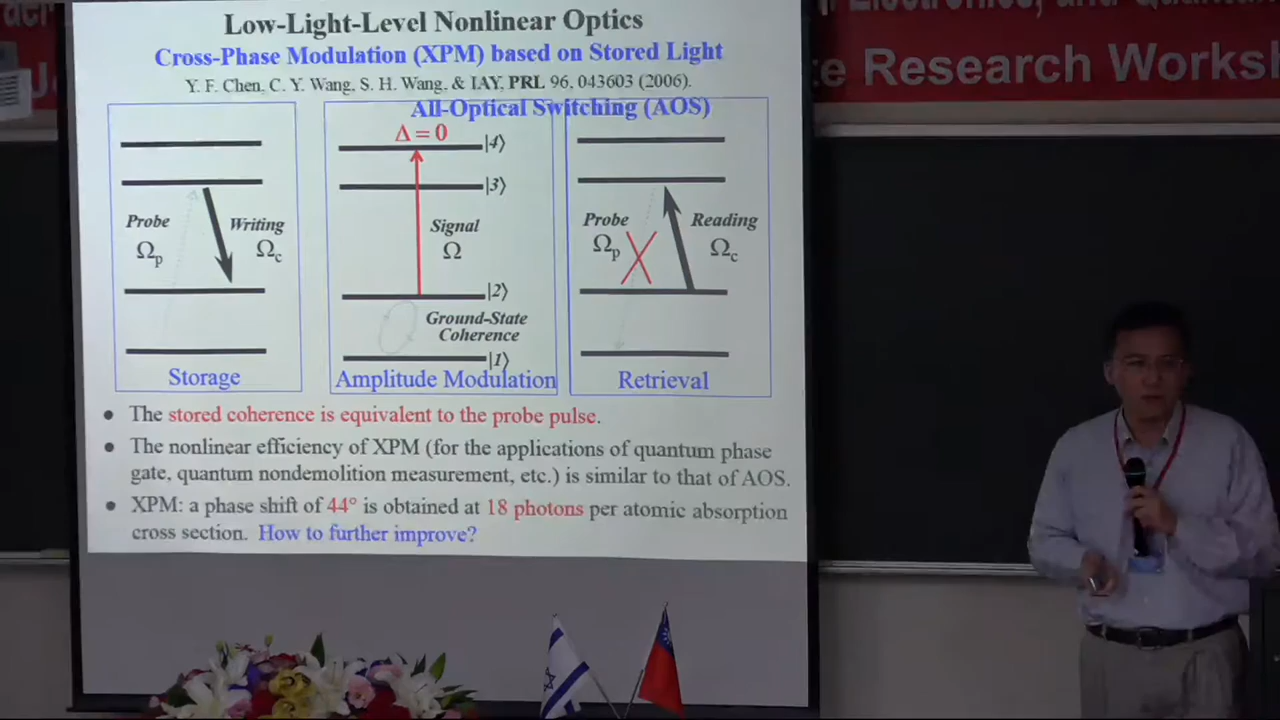 Electronics, and
te Research Works
Low-Light-Level Nonlinear Optics
Cross-Phase Modulation (XPM) based on Stored Light
Y. F. Chen, C. Y. Wang, S. H. Wang, & IAY, PRL 96, 043603 (2006).
All-Optical Switching (AOS)
Probe
Ωp
Writing
Ωc
Storage
Δ = 0
|4⟩
|3⟩
Signal
Ω
|2⟩
Ground-State
Coherence
|1⟩
Amplitude Modulation
Probe
Ωp
Reading
Ωc
Retrieval
• The stored coherence is equivalent to the probe pulse.
• The nonlinear efficiency of XPM (for the applications of quantum phase
gate, quantum nondemolition measurement, etc.) is similar to that of AOS.
• XPM: a phase shift of 44° is obtained at 18 photons per atomic absorption
cross section. How to further improve?